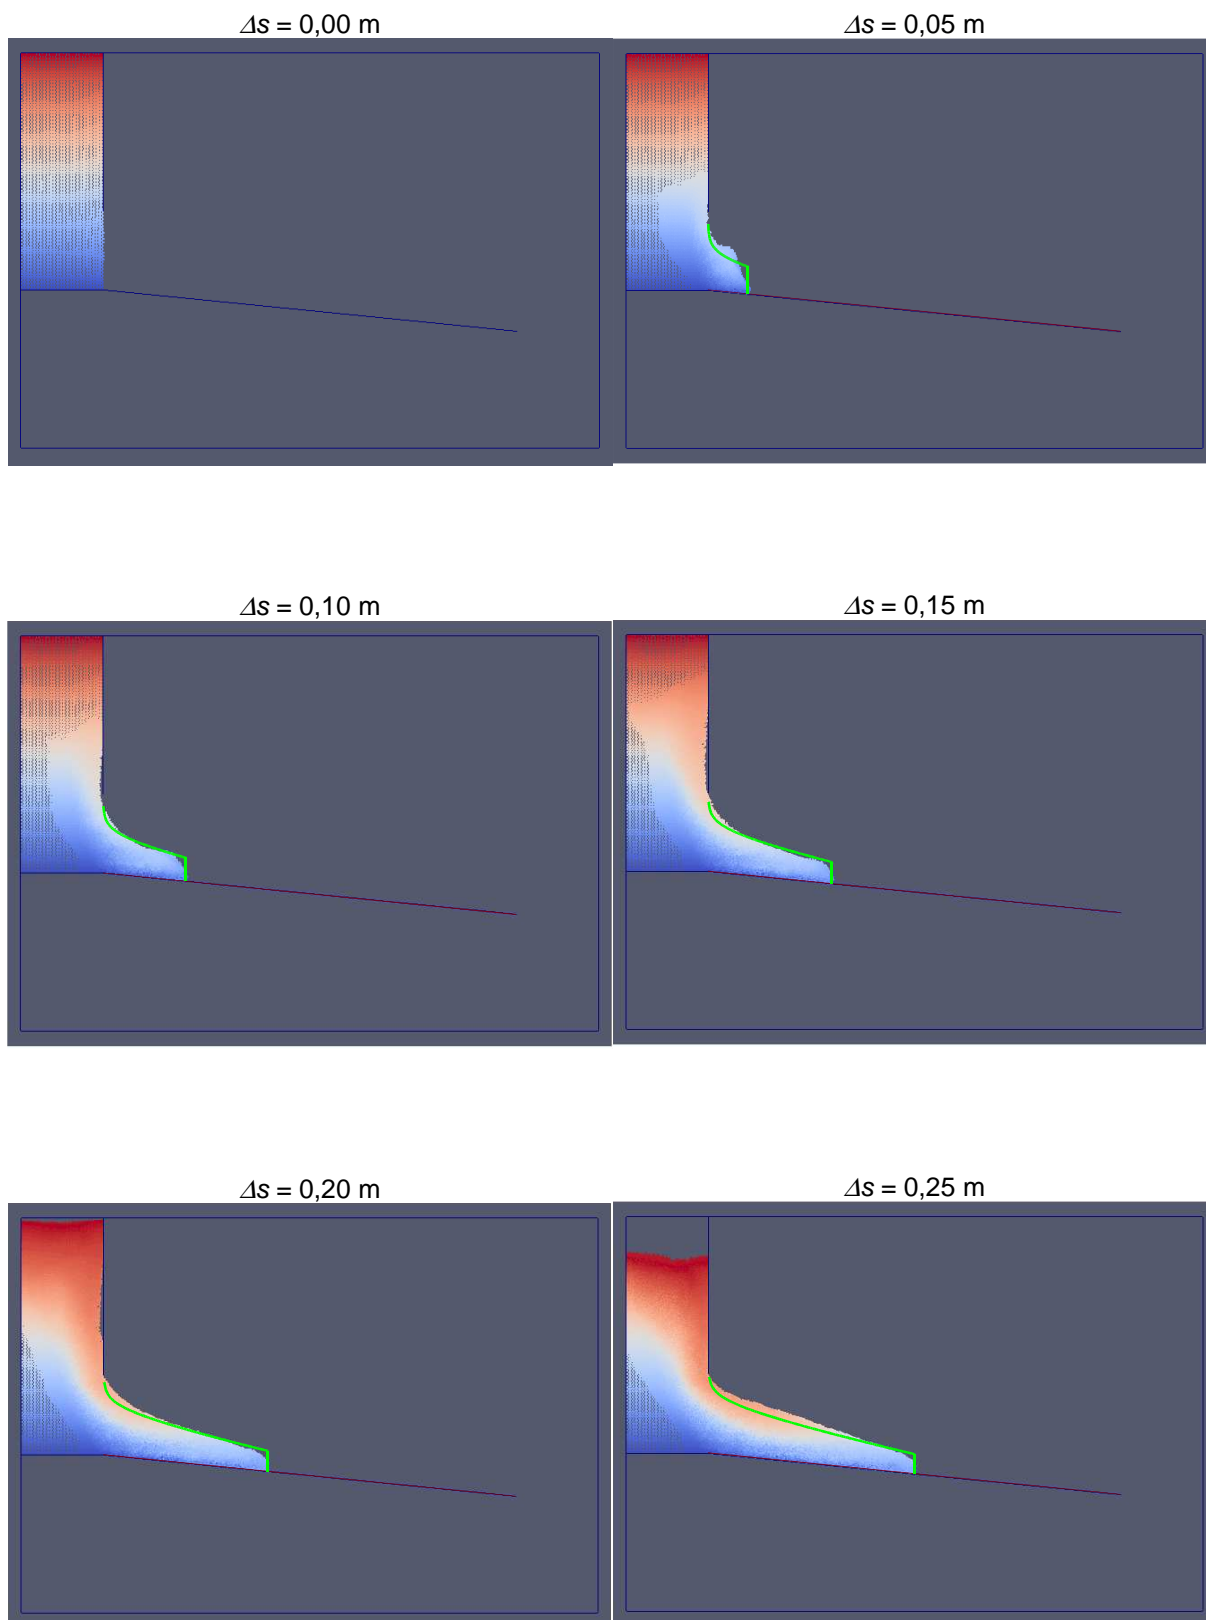 Δs = 0,00 m
Δs = 0,05 m
Δs = 0,10 m
Δs = 0,15 m
Δs = 0,20 m
Δs = 0,25 m